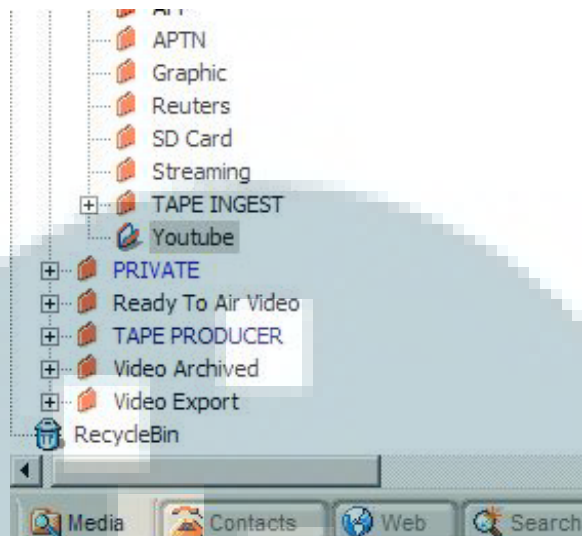 APTN
Graphic
Reuters
SD Card
Streaming
TAPE INGEST
Youtube
PRIVATE
Ready To Air Video
TAPE PRODUCER
Video Archived
Video Export
RecycleBin
Media Contacts Web Search